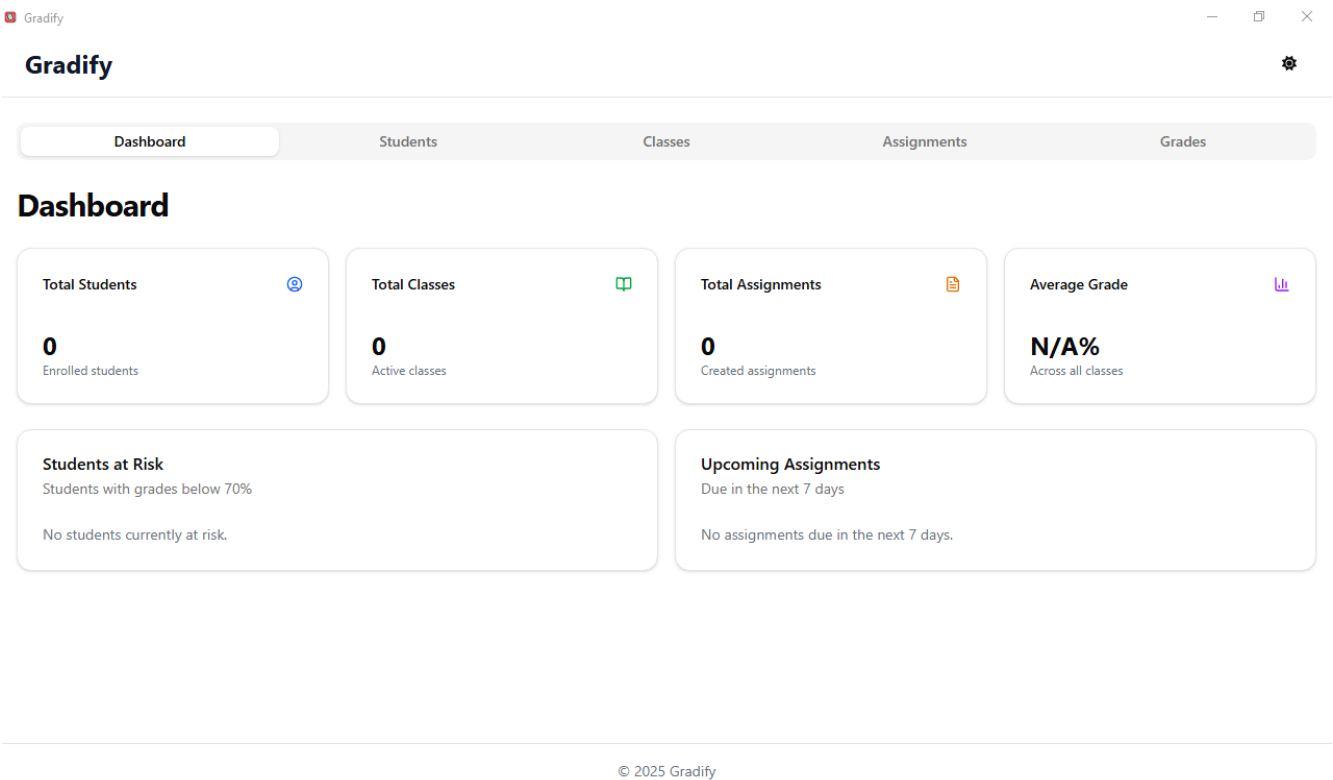 Gradify
Gradify
Dashboard Students Classes Assignments Grades
Dashboard
Total Students
0
Enrolled students
Total Classes
0
Active classes
Total Assignments
0
Created assignments
Average Grade
N/A%
Across all classes
Students at Risk
Students with grades below 70%
No students currently at risk.
Upcoming Assignments
Due in the next 7 days
No assignments due in the next 7 days.
© 2025 Gradify